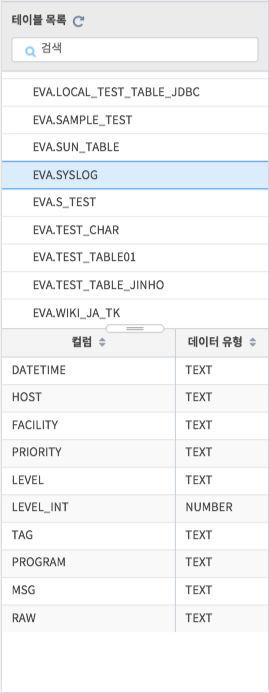 테이블 목록
검색
EVA.LOCAL_TEST_TABLE_JDBC
EVA.SAMPLE_TEST
EVA.SUN_TABLE
EVA.SYSLOG
EVA.S_TEST
EVA.TEST_CHAR
EVA.TEST_TABLE01
EVA.TEST_TABLE_JINHO
EVA.WIKI_JA_TK
컬럼 데이터 유형
DATETIME TEXT
HOST TEXT
FACILITY TEXT
PRIORITY TEXT
LEVEL TEXT
LEVEL_INT NUMBER
TAG TEXT
PROGRAM TEXT
MSG TEXT
RAW TEXT